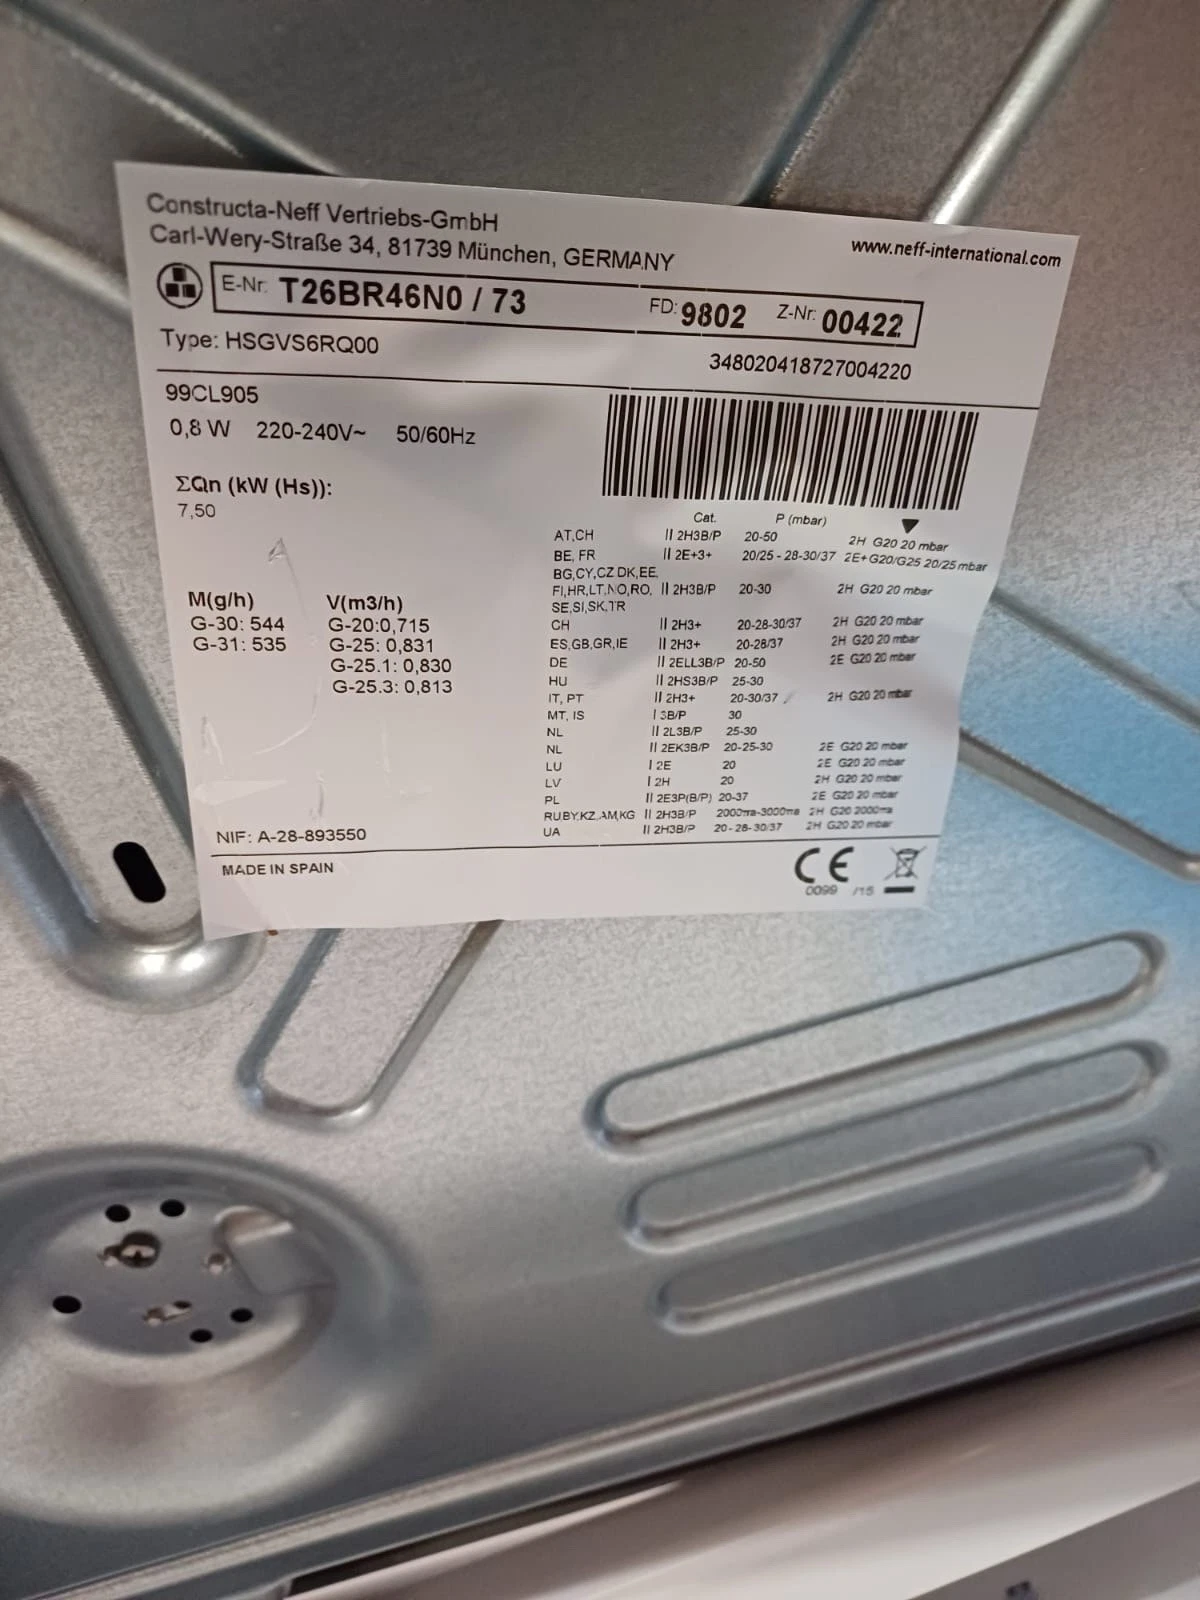 Constructa-Neff Vertriebs-GmbH
Carl-Wery-Straße 34, 81739 München, GERMANY
www.neff-international.com
E-Nr: T26BR46N0 / 73 FD: 9802 Z-Nr: 00422
Type: HSGVS6RQ00
348020418727004220
99CL905
0,8 W 220-240V~ 50/60Hz
ΣQn (kW (Hs)):
7,50
M(g/h) V(m3/h)
G-30: 544 G-20:0,715
G-31: 535 G-25: 0,831
G-25.1: 0,830
G-25.3: 0,813
Cat. P (mbar)
AT,CH II 2H3B/P 20-50 2H G20 20 mbar
BE, FR II 2E+3+ 20/25 - 28-30/37 2E+G20/G25 20/25 mbar
BG,CY,CZ DK,EE,
FI,HR,LT,NO,RO, II 2H3B/P 20-30 2H G20 20 mbar
SE,SI,SK,TR
CH II 2H3+ 20-28-30/37 2H G20 20 mbar
ES,GB,GR,IE II 2H3+ 20-28/37 2H G20 20 mbar
DE II 2ELL3B/P 20-50 2E G20 20 mbar
HU II 2HS3B/P 25-30
IT, PT II 2H3+ 20-30/37 2H G20 20 mbar
MT, IS I 3B/P 30
NL II 2L3B/P 25-30
NL II 2EK3B/P 20-25-30 2E G20 20 mbar
LU I 2E 20 2E G20 20 mbar
LV I 2H 20 2H G20 20 mbar
PL II 2E3P(B/P) 20-37 2E G20 20 mbar
RU,BY,KZ,AM,KG II 2H3B/P 2000пa-3000пa 2H G20 2000пa
UA II 2H3B/P 20-28-30/37 2H G20 20 mbar
NIF: A-28-893550
MADE IN SPAIN
CE
0099 /15